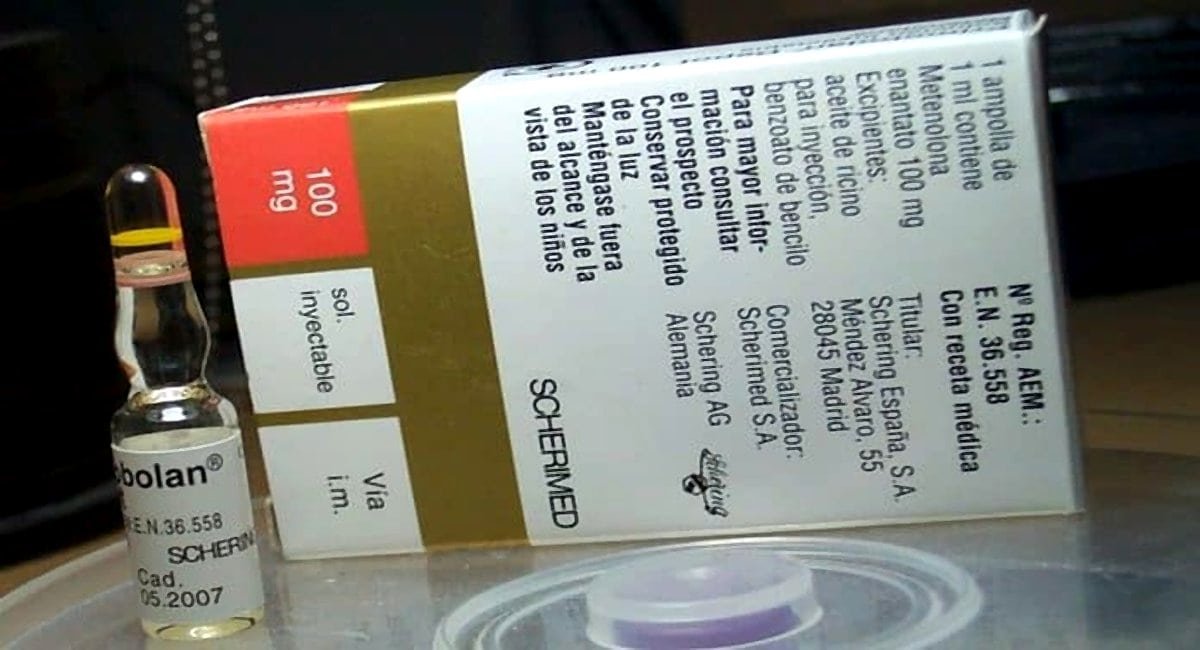 1 ampolla de
1 ml contiene
Metenolona
enantato 100 mg
Excipientes:
aceite de ricino
para inyección,
benzoato de bencilo
Para mayor infor-
mación consultar
el prospecto
Conservar protegido
de la luz
Manténgase fuera
del alcance y de la
vista de los niños
Nº Reg. AEM.:
E.N. 36.558
Con receta médica
Titular:
Schering España, S.A.
Méndez Alvaro, 55
28045 Madrid
Comercializador:
Scherimed S.A.
Schering AG
Alemania
Schering
SCHERIMED
100
mg
sol.
inyectable
Vía
i.m.
bolan®
E.N.36.558
SCHERIN
Cad.
05.2007